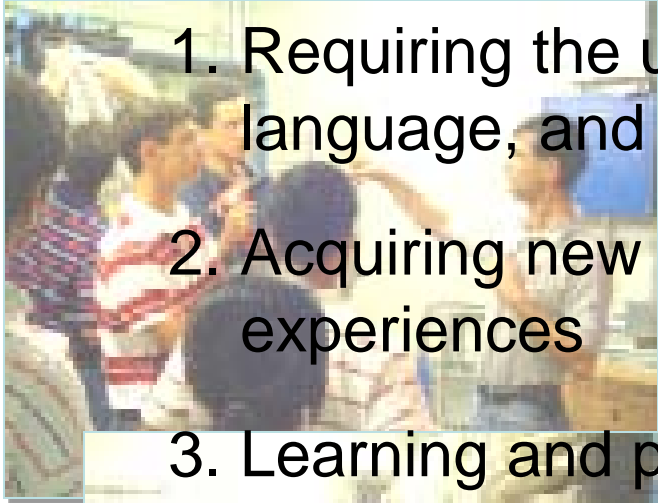 1. Requiring the
language, and
2. Acquiring new
experiences
3. Learning and